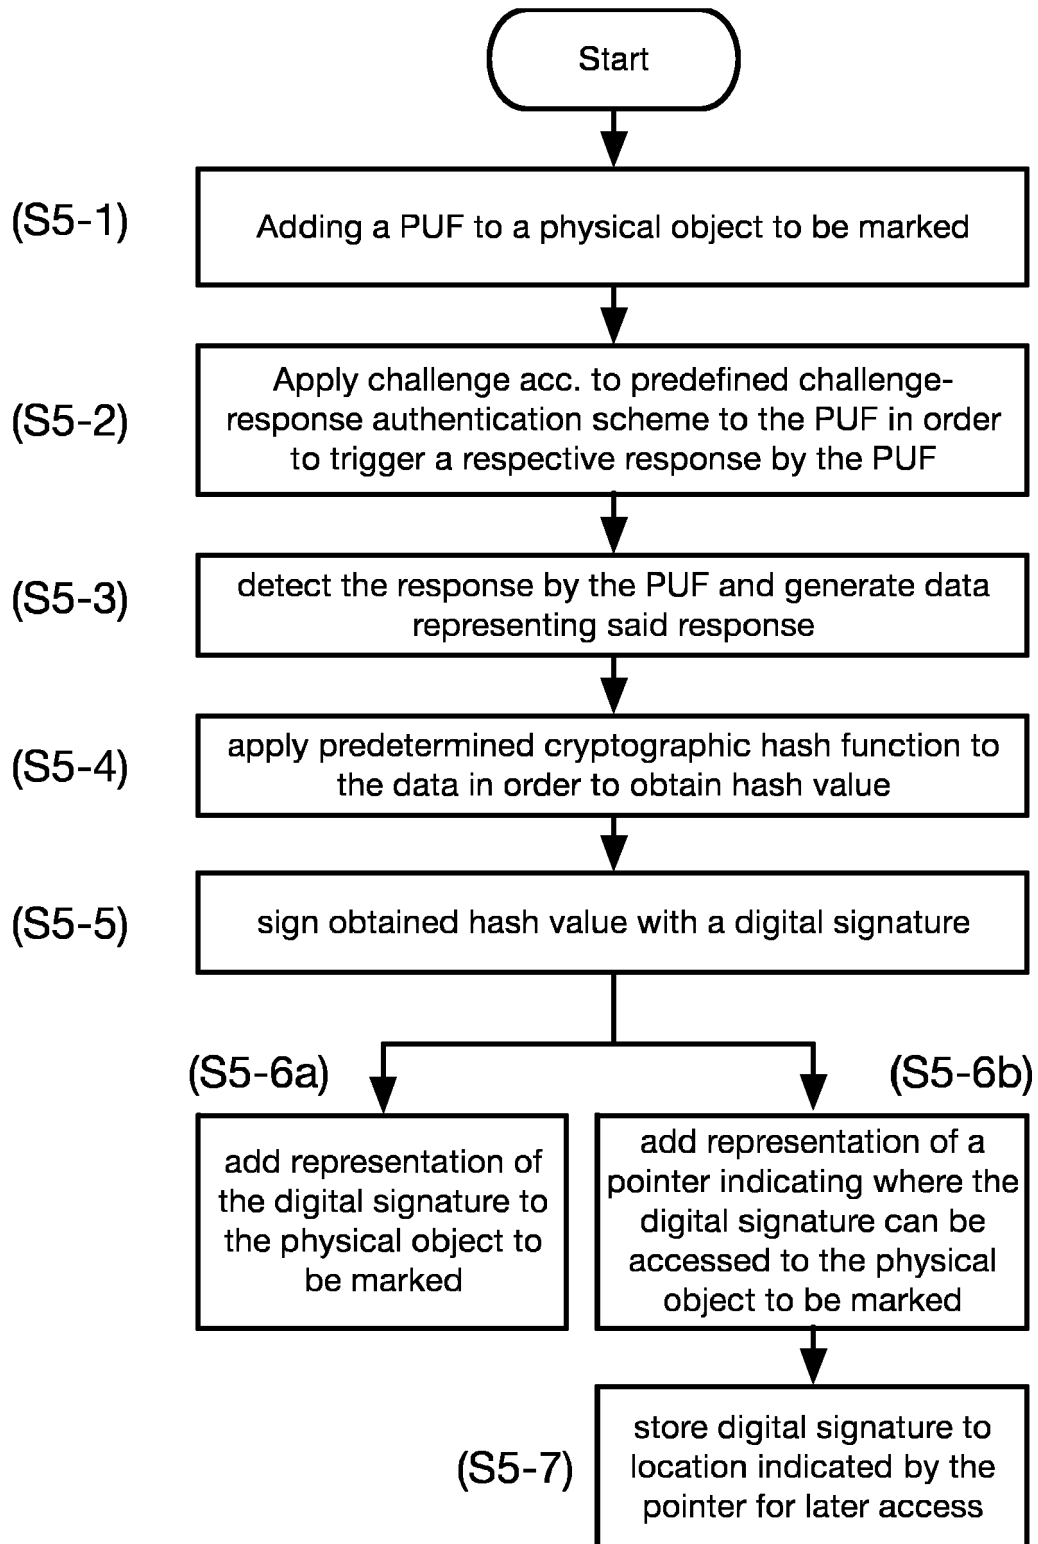 Start
(S5-1)
Adding a PUF to a physical object to be marked
(S5-2)
Apply challenge acc. to predefined challenge-
response authentication scheme to the PUF in order
to trigger a respective response by the PUF
(S5-3)
detect the response by the PUF and generate data
representing said response
(S5-4)
apply predetermined cryptographic hash function to
the data in order to obtain hash value
(S5-5)
sign obtained hash value with a digital signature
(S5-6a)
add representation of
the digital signature to
the physical object to
be marked
(S5-6b)
add representation of a
pointer indicating where the
digital signature can be
accessed to the physical
object to be marked
(S5-7)
store digital signature to
location indicated by the
pointer for later access